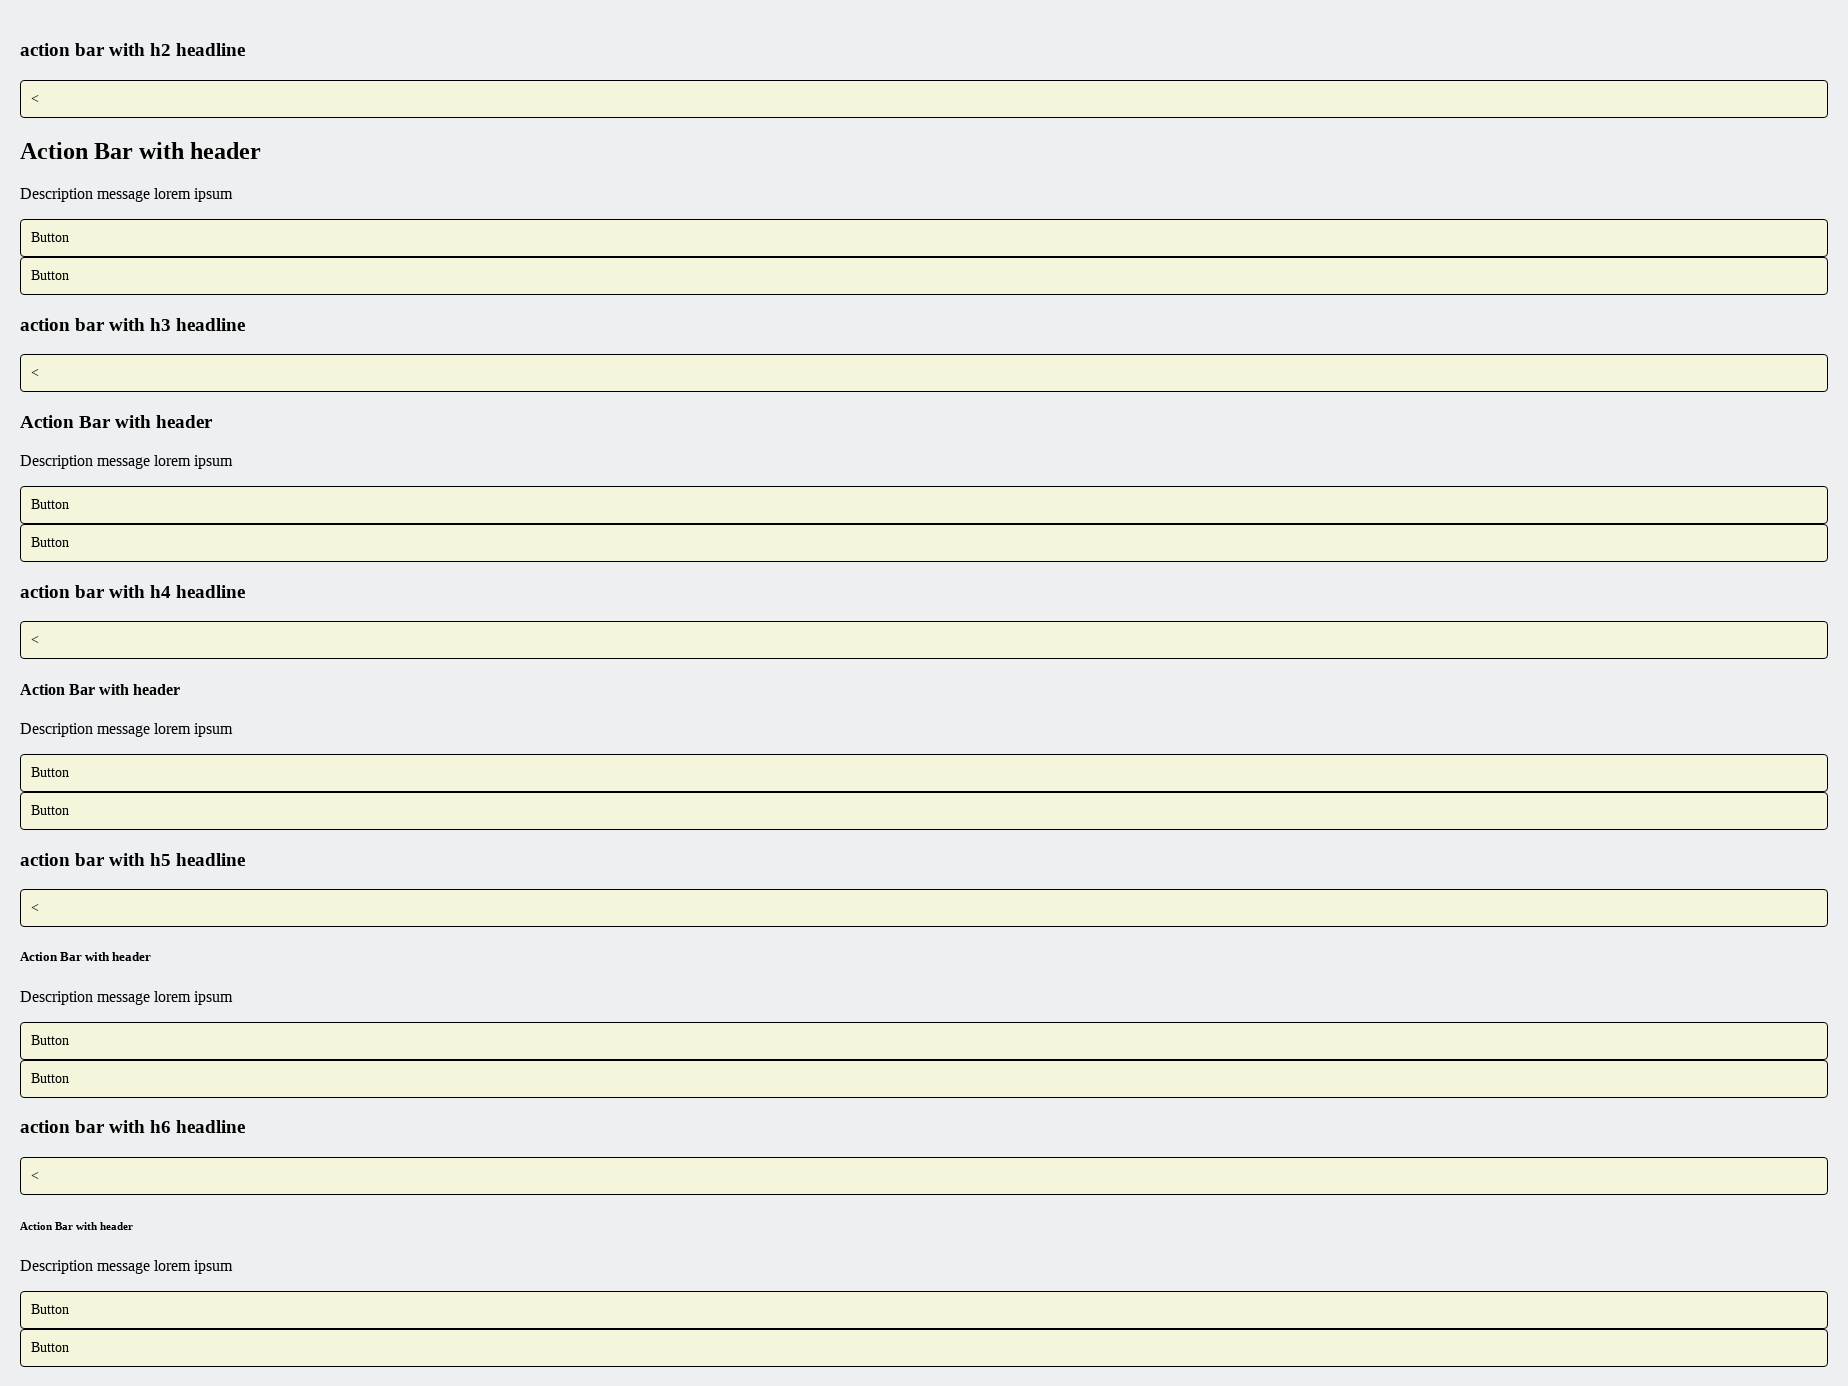 action bar with h2 headline
<
Action Bar with header
Description message lorem ipsum
Button
Button
action bar with h3 headline
<
Action Bar with header
Description message lorem ipsum
Button
Button
action bar with h4 headline
<
Action Bar with header
Description message lorem ipsum
Button
Button
action bar with h5 headline
<
Action Bar with header
Description message lorem ipsum
Button
Button
action bar with h6 headline
<
Action Bar with header
Description message lorem ipsum
Button
Button